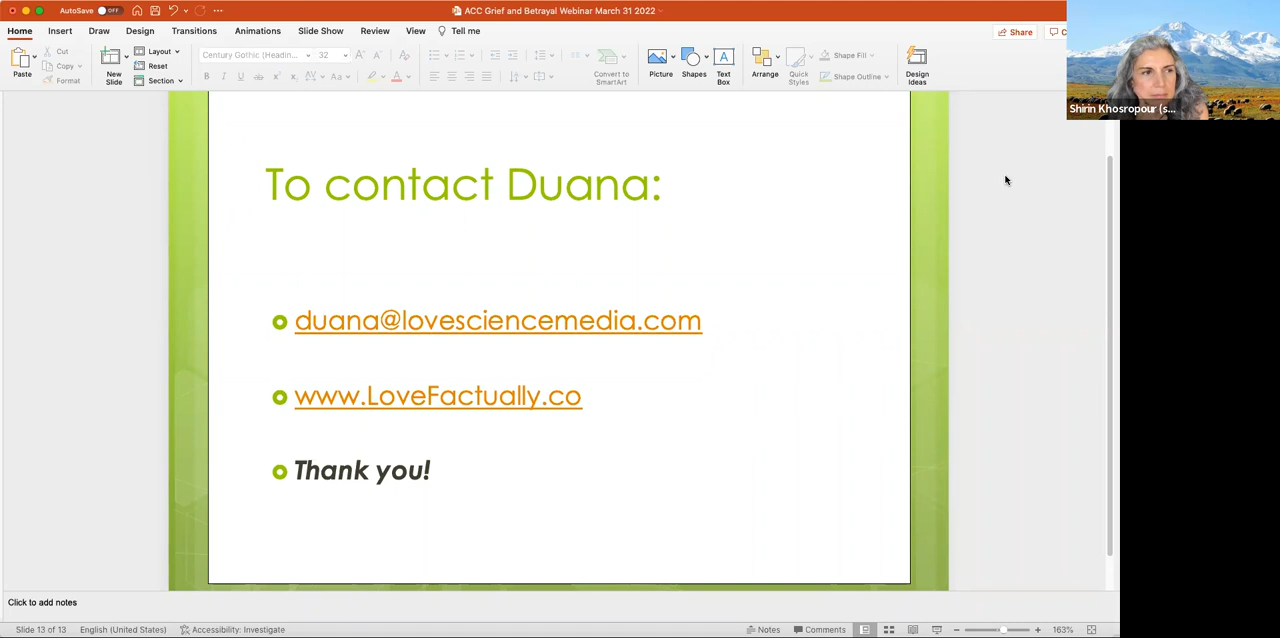 AutoSave OFF
ACC Grief and Betrayal Webinar March 31 2022
Home Insert Draw Design Transitions Animations Slide Show Review View Tell me
Share
Paste
Cut
Copy
Format
New Slide
Layout
Reset
Section
Century Gothic (Headin... 32
Convert to SmartArt
Picture
Shapes
Text Box
Arrange
Quick Styles
Shape Fill
Shape Outline
Design Ideas
Shirin Khosropour (s...
To contact Duana:
duana@lovesciencemedia.com
www.LoveFactually.co
Thank you!
Click to add notes
Slide 13 of 13 English (United States) Accessibility: Investigate Notes Comments 163%